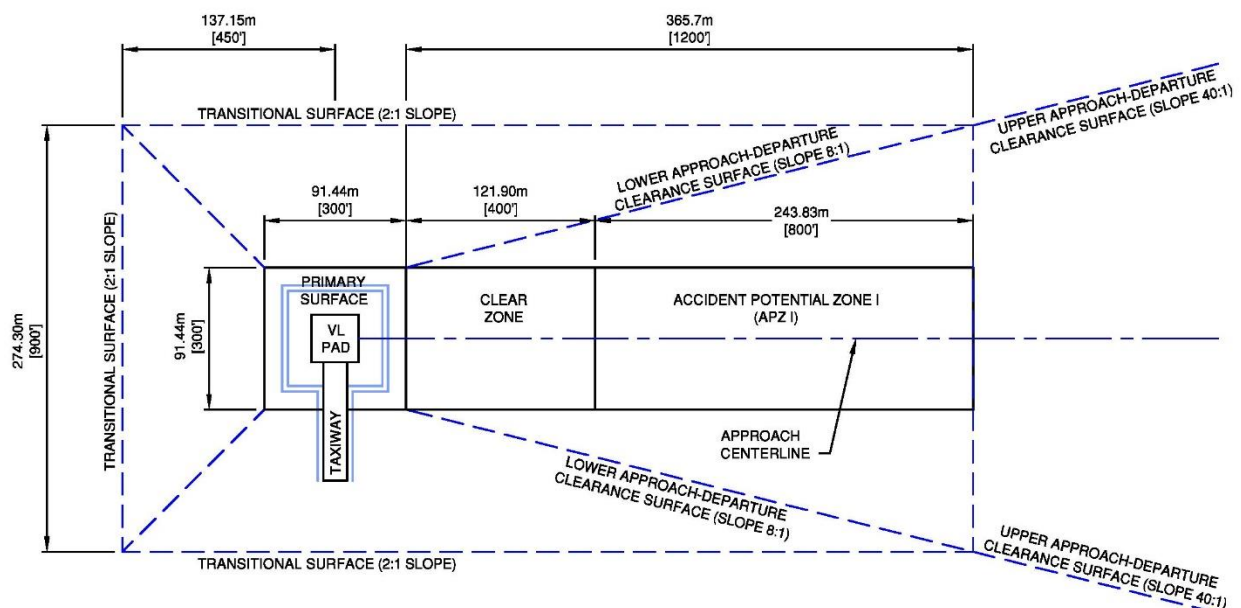 137.15m
[450']
365.7m
[1200']
TRANSITIONAL SURFACE (2:1 SLOPE)
UPPER APPROACH-DEPARTURE
CLEARANCE SURFACE (SLOPE 40:1)
LOWER APPROACH-DEPARTURE
CLEARANCE SURFACE (SLOPE 8:1)
91.44m
[300']
121.90m
[400']
243.83m
[800']
274.30m
[900']
TRANSITIONAL SURFACE (2:1 SLOPE)
91.44m
[300']
PRIMARY
SURFACE
VL
PAD
TAXIWAY
CLEAR
ZONE
ACCIDENT POTENTIAL ZONE I
(APZ I)
APPROACH
CENTERLINE
LOWER APPROACH-DEPARTURE
CLEARANCE SURFACE (SLOPE 8:1)
TRANSITIONAL SURFACE (2:1 SLOPE)
UPPER APPROACH-DEPARTURE
CLEARANCE SURFACE (SLOPE 40:1)